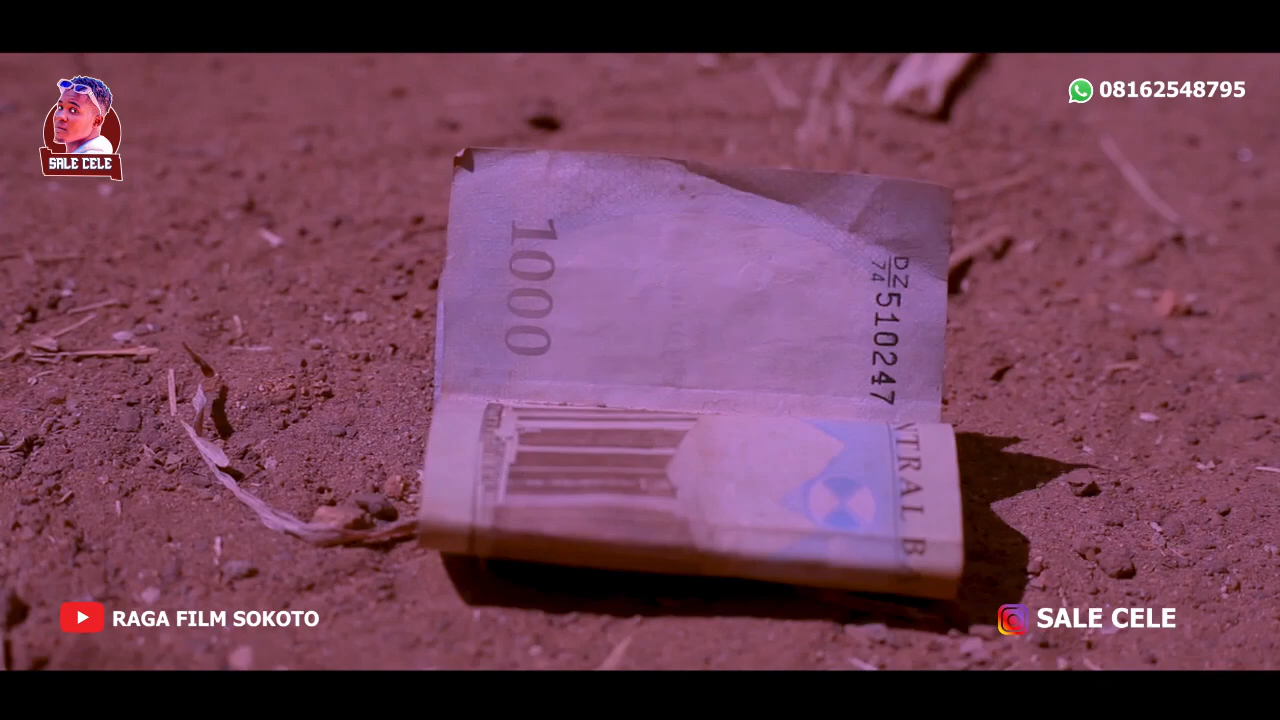 SALE CELE
08162548795
1000
DZ
74
510247
NTRAL B
RAGA FILM SOKOTO
SALE CELE